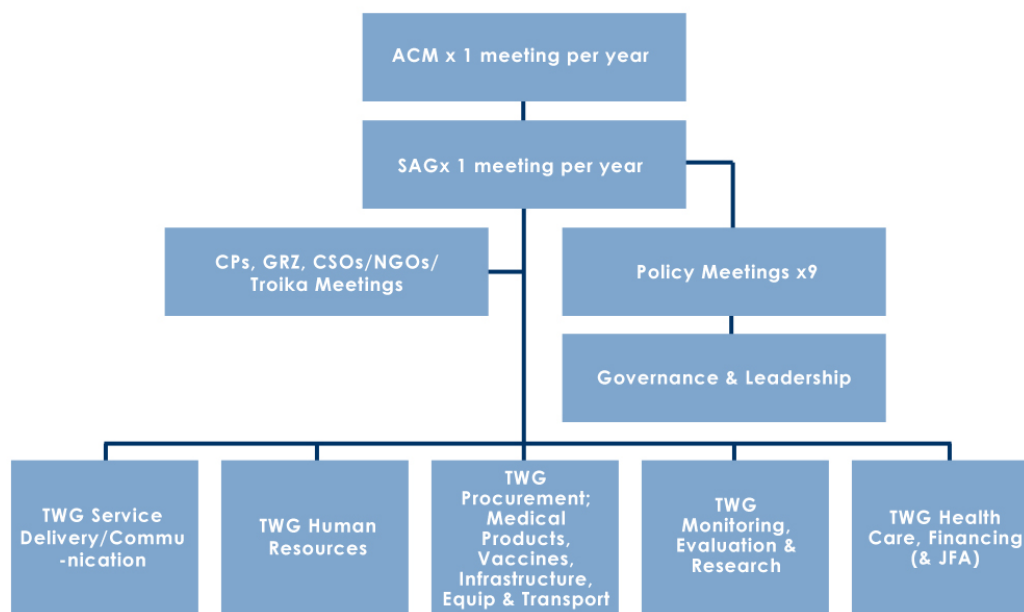 ACM x 1 meeting per year
SAGx 1 meeting per year
CPs, GRZ, CSOs/NGOs/
Troika Meetings
Policy Meetings x9
Governance & Leadership
TWG Service
Delivery/Commu
-nication
TWG Human
Resources
TWG
Procurement;
Medical
Products,
Vaccines,
Infrastructure,
Equip & Transport
TWG
Monitoring,
Evaluation &
Research
TWG Health
Care, Financing
(& JFA)